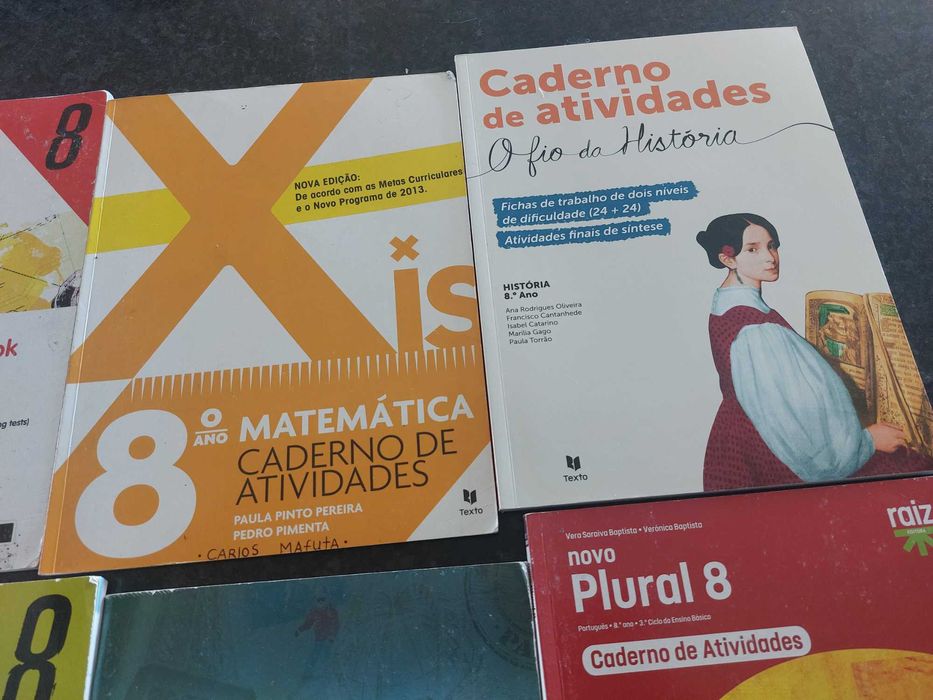 8
ok
ng tests)
NOVA EDIÇÃO:
De acordo com as Metas Curriculares
e o Novo Programa de 2013.
Xis
8º ANO
MATEMÁTICA
CADERNO DE
ATIVIDADES
PAULA PINTO PEREIRA
PEDRO PIMENTA
Texto
• CARLOS MAFUTA •
Caderno
de atividades
O fio da História
Fichas de trabalho de dois níveis
de dificuldade (24 + 24)
Atividades finais de síntese
HISTÓRIA
8.º Ano
Ana Rodrigues Oliveira
Francisco Cantanhede
Isabel Catarino
Marília Gago
Paula Torrão
Texto
8
Vera Saraiva Baptista • Verónica Baptista
raiz
EDITORA
novo
Plural 8
Português • 8.º ano • 3.º Ciclo do Ensino Básico
Caderno de Atividades